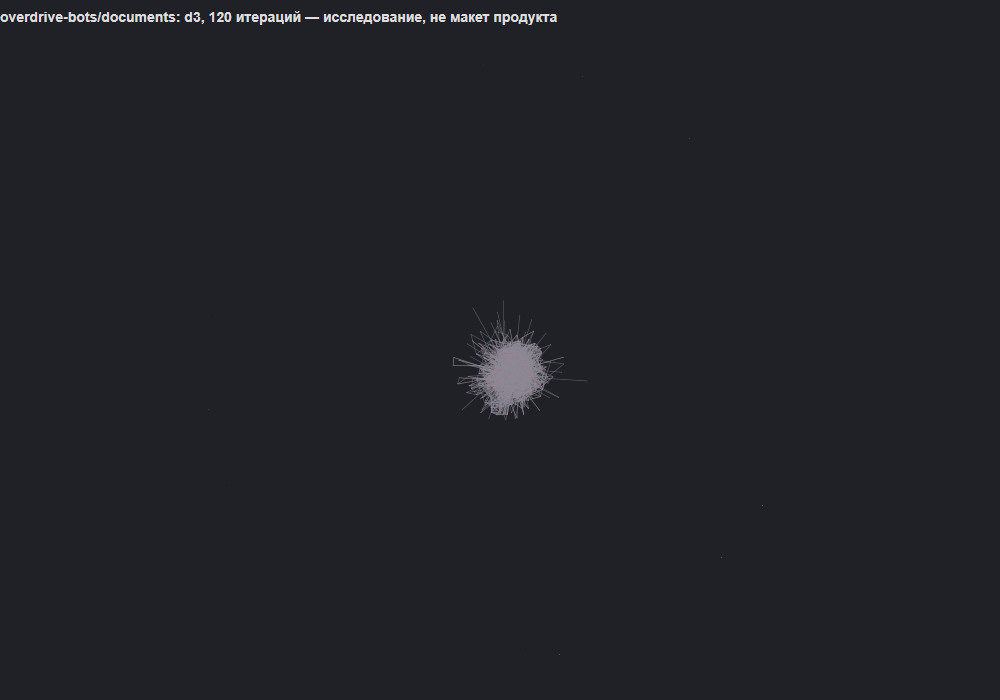 overdrive-bots/documents: d3, 120 итераций — исследование, не макет продукта